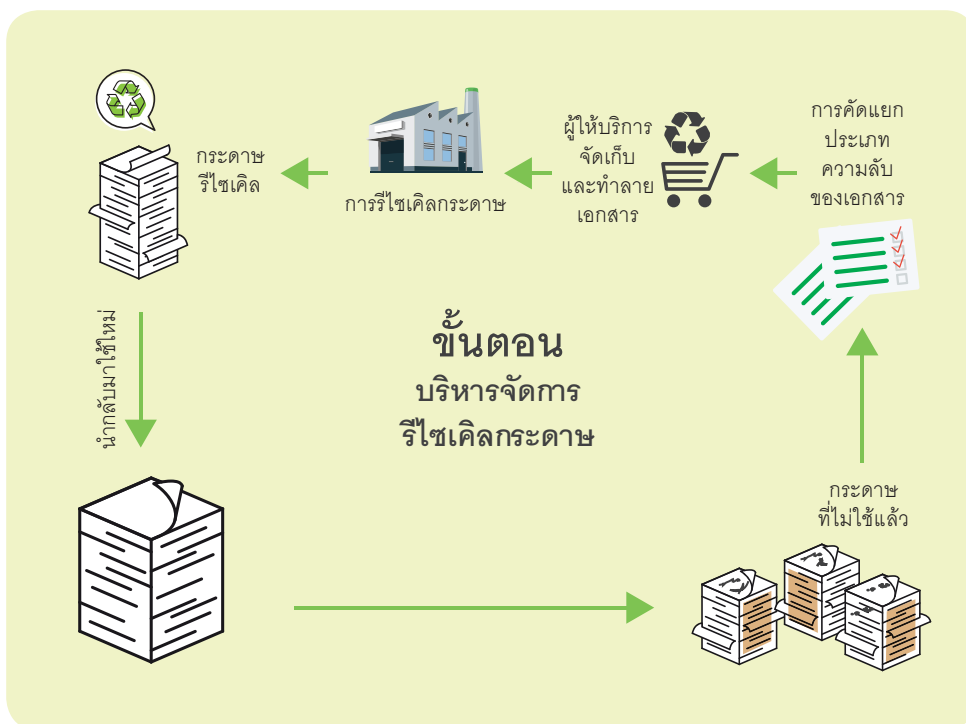 ขั้นตอน
บริหารจัดการ
รีไซเคิลกระดาษ
กระดาษ
ที่ไม่ใช้แล้ว
การคัดแยก
ประเภท
ความลับ
ของเอกสาร
ผู้ให้บริการ
จัดเก็บ
และทำลาย
เอกสาร
การรีไซเคิลกระดาษ
กระดาษ
รีไซเคิล
นำกลับมาใช้ใหม่